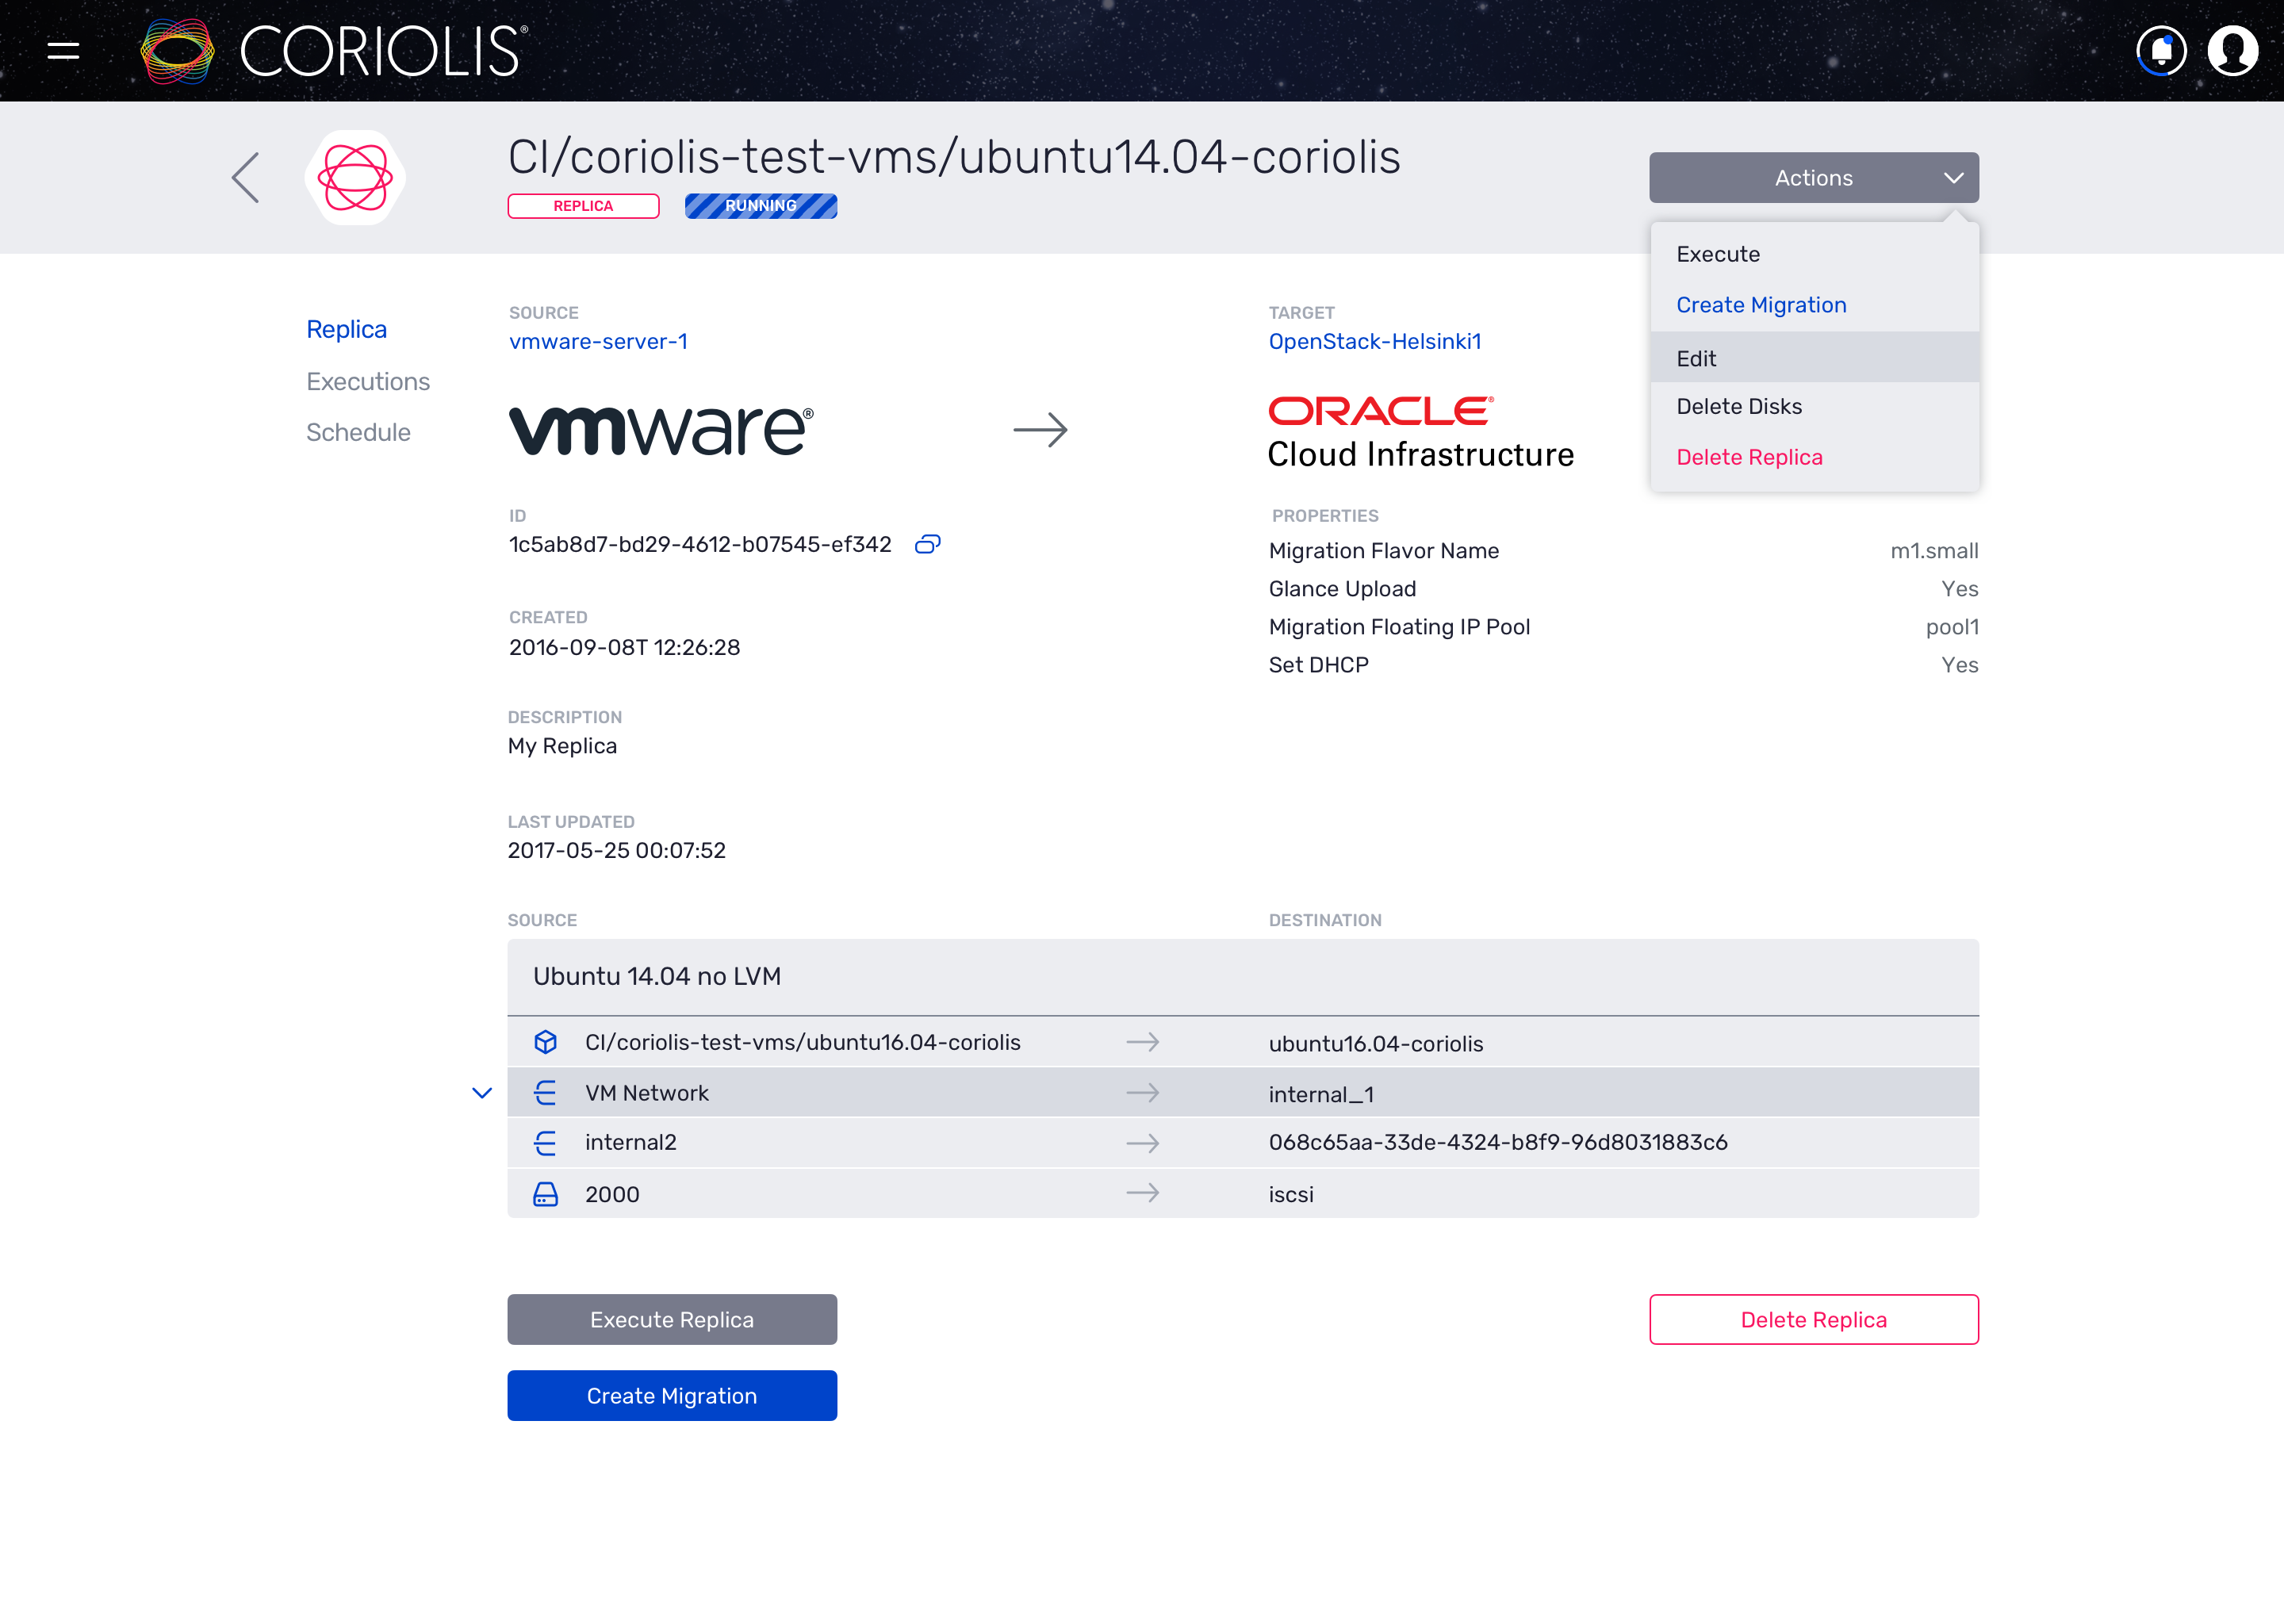 CORIOLIS®
CI/coriolis-test-vms/ubuntu14.04-coriolis
REPLICA
RUNNING
Actions
Execute
Create Migration
Edit
Delete Disks
Delete Replica
Replica
Executions
Schedule
SOURCE
vmware-server-1
TARGET
OpenStack-Helsinki1
vmware®
ORACLE®
Cloud Infrastructure
ID
1c5ab8d7-bd29-4612-b07545-ef342
CREATED
2016-09-08T 12:26:28
DESCRIPTION
My Replica
LAST UPDATED
2017-05-25 00:07:52
PROPERTIES
Migration Flavor Name m1.small
Glance Upload Yes
Migration Floating IP Pool pool1
Set DHCP Yes
SOURCE DESTINATION
Ubuntu 14.04 no LVM
CI/coriolis-test-vms/ubuntu16.04-coriolis ubuntu16.04-coriolis
VM Network internal_1
internal2 068c65aa-33de-4324-b8f9-96d8031883c6
2000 iscsi
Execute Replica
Delete Replica
Create Migration